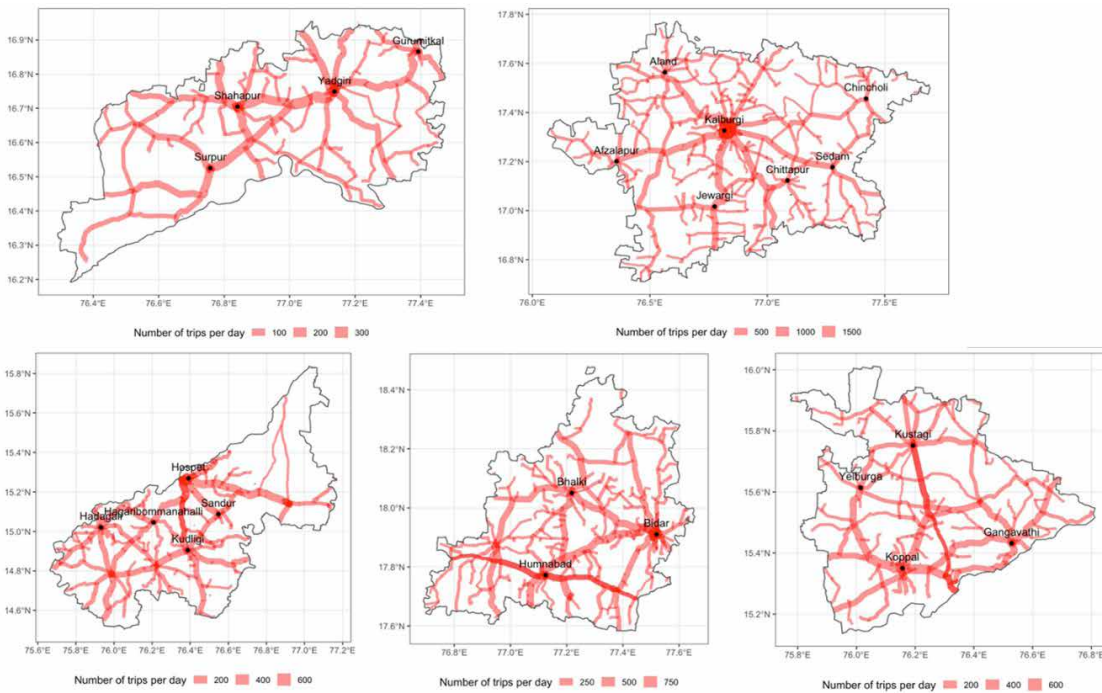 16.9°N
16.8°N
16.7°N
16.6°N
16.5°N
16.4°N
16.3°N
16.2°N
Gurumitkal
Yadgiri
Shahapur
Surpur
76.4°E 76.6°E 76.8°E 77.0°E 77.2°E 77.4°E
Number of trips per day 100 200 300
17.8°N
17.6°N
17.4°N
17.2°N
17.0°N
16.8°N
Aland
Chincholi
Kalburgi
Afzalapur
Sedam
Chittapur
Jewargi
76.0°E 76.5°E 77.0°E 77.5°E
Number of trips per day 500 1000 1500
15.8°N
15.6°N
15.4°N
15.2°N
15.0°N
14.8°N
14.6°N
Hospet
Sandur
Hagaribommanahalli
Hadagali
Kudligi
75.6°E 75.8°E 76.0°E 76.2°E 76.4°E 76.6°E 76.8°E 77.0°E 77.2°E
Number of trips per day 200 400 600
18.4°N
18.2°N
18.0°N
17.8°N
17.6°N
Bhalki
Bidar
Humnabad
76.8°E 77.0°E 77.2°E 77.4°E 77.6°E
Number of trips per day 250 500 750
16.0°N
15.8°N
15.6°N
15.4°N
15.2°N
Kustagi
Yelburga
Gangavathi
Koppal
75.8°E 76.0°E 76.2°E 76.4°E 76.6°E 76.8°E
Number of trips per day 200 400 600